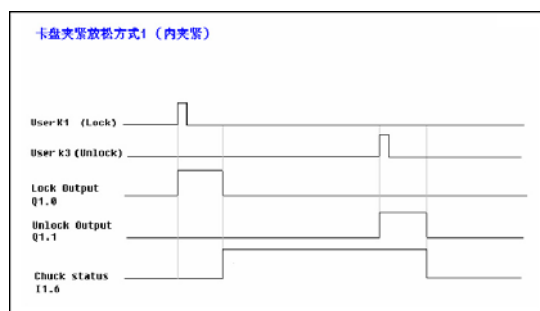 卡盘夹紧放松方式1（内夹紧）
User K1 (Lock)
User k3 (Unlock)
Lock Output
Q1.0
Unlock Output
Q1.1
Chuck status
I1.6